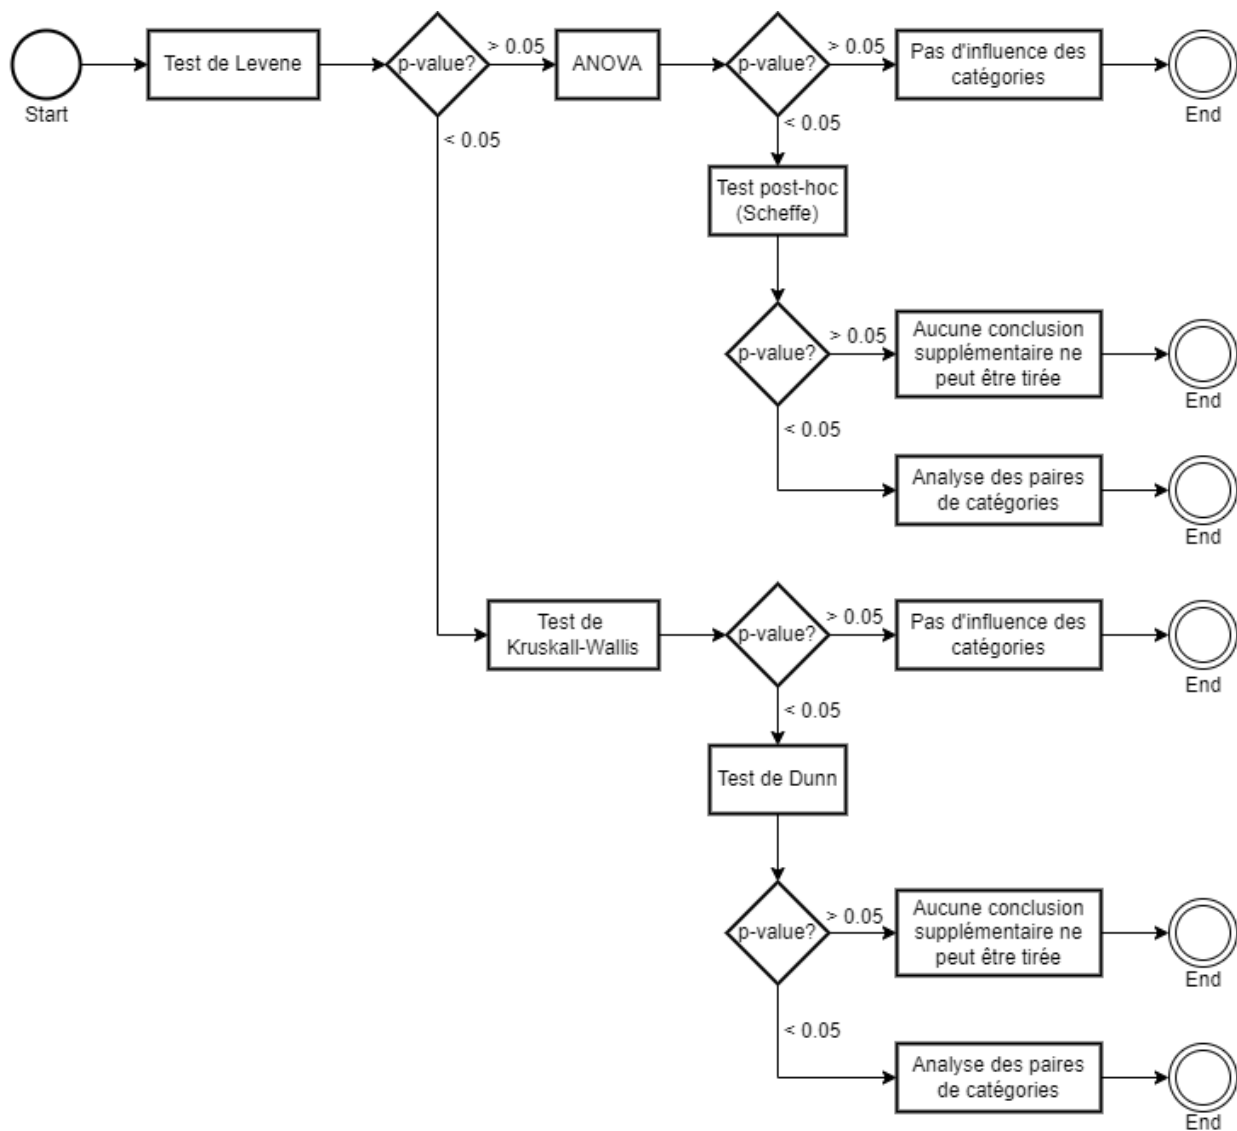 Start
Test de Levene
p-value?
> 0.05
ANOVA
p-value?
> 0.05
Pas d'influence des
catégories
End
< 0.05
< 0.05
Test post-hoc
(Scheffe)
p-value?
> 0.05
Aucune conclusion
supplémentaire ne
peut être tirée
End
< 0.05
Analyse des paires
de catégories
End
Test de
Kruskall-Wallis
p-value?
> 0.05
Pas d'influence des
catégories
End
< 0.05
Test de Dunn
p-value?
> 0.05
Aucune conclusion
supplémentaire ne
peut être tirée
End
< 0.05
Analyse des paires
de catégories
End